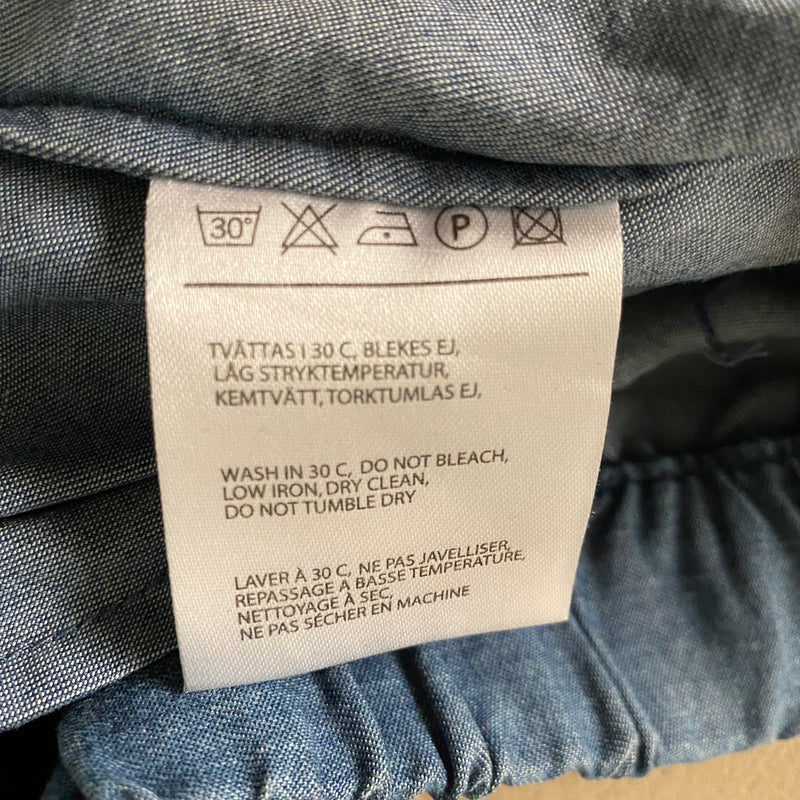 30° P
TVÄTTAS I 30 C, BLEKES EJ,
LÅG STRYKTEMPERATUR,
KEMTVÄTT, TORKTUMLAS EJ,
WASH IN 30 C, DO NOT BLEACH,
LOW IRON, DRY CLEAN,
DO NOT TUMBLE DRY
LAVER À 30 C, NE PAS JAVELLISER,
REPASSAGE A BASSE TEMPERATURE,
NETTOYAGE À SEC,
NE PAS SÉCHER EN MACHINE